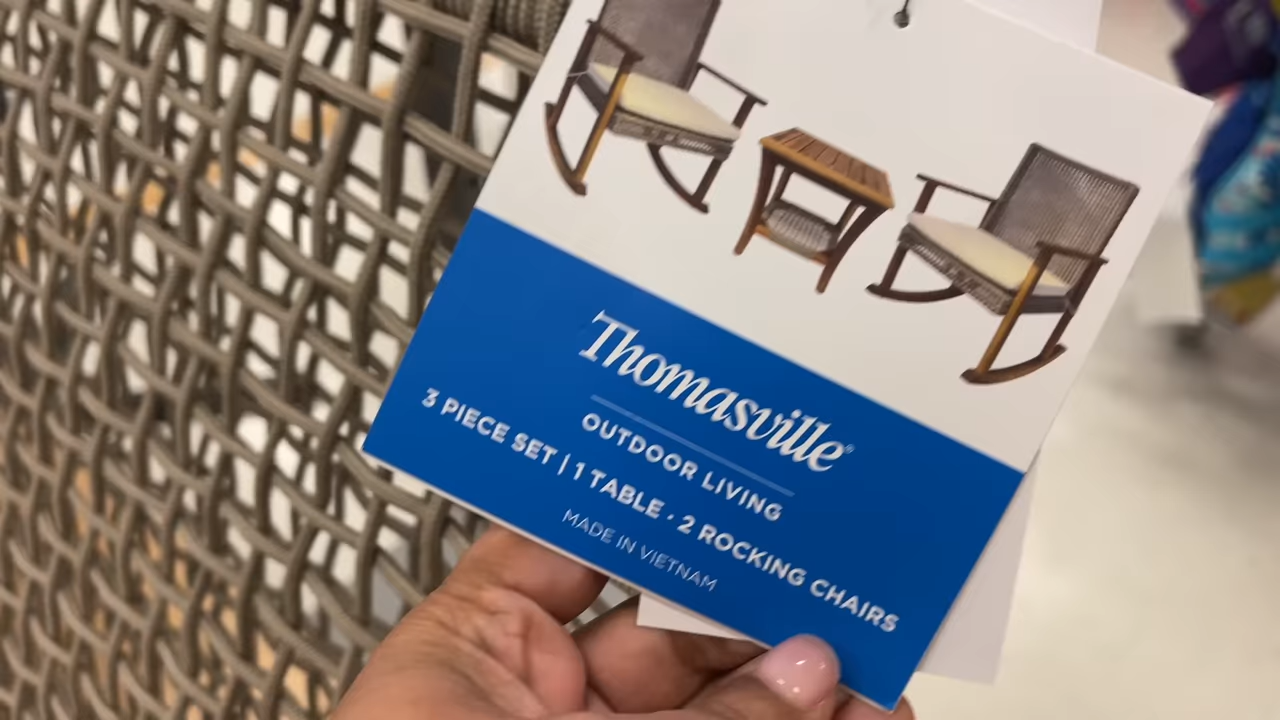 Thomasville®
OUTDOOR LIVING
3 PIECE SET | 1 TABLE · 2 ROCKING CHAIRS
MADE IN VIETNAM